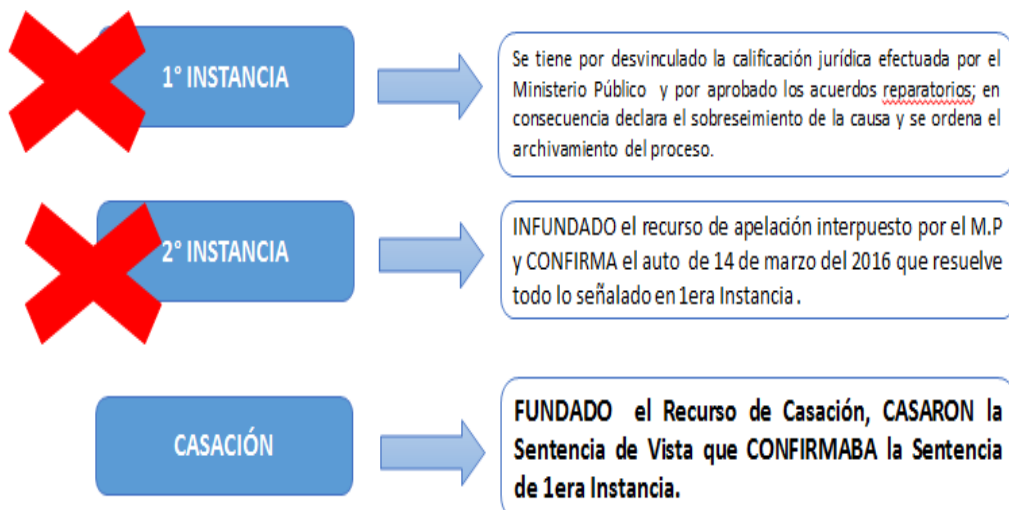 1° INSTANCIA
Se tiene por desvinculado la calificación jurídica efectuada por el
Ministerio Público y por aprobado los acuerdos reparatorios; en
consecuencia declara el sobreseimiento de la causa y se ordena el
archivamiento del proceso.
2° INSTANCIA
INFUNDADO el recurso de apelación interpuesto por el M.P
y CONFIRMA el auto de 14 de marzo del 2016 que resuelve
todo lo señalado en 1era Instancia.
CASACIÓN
FUNDADO el Recurso de Casación, CASARON la
Sentencia de Vista que CONFIRMABA la Sentencia
de 1era Instancia.